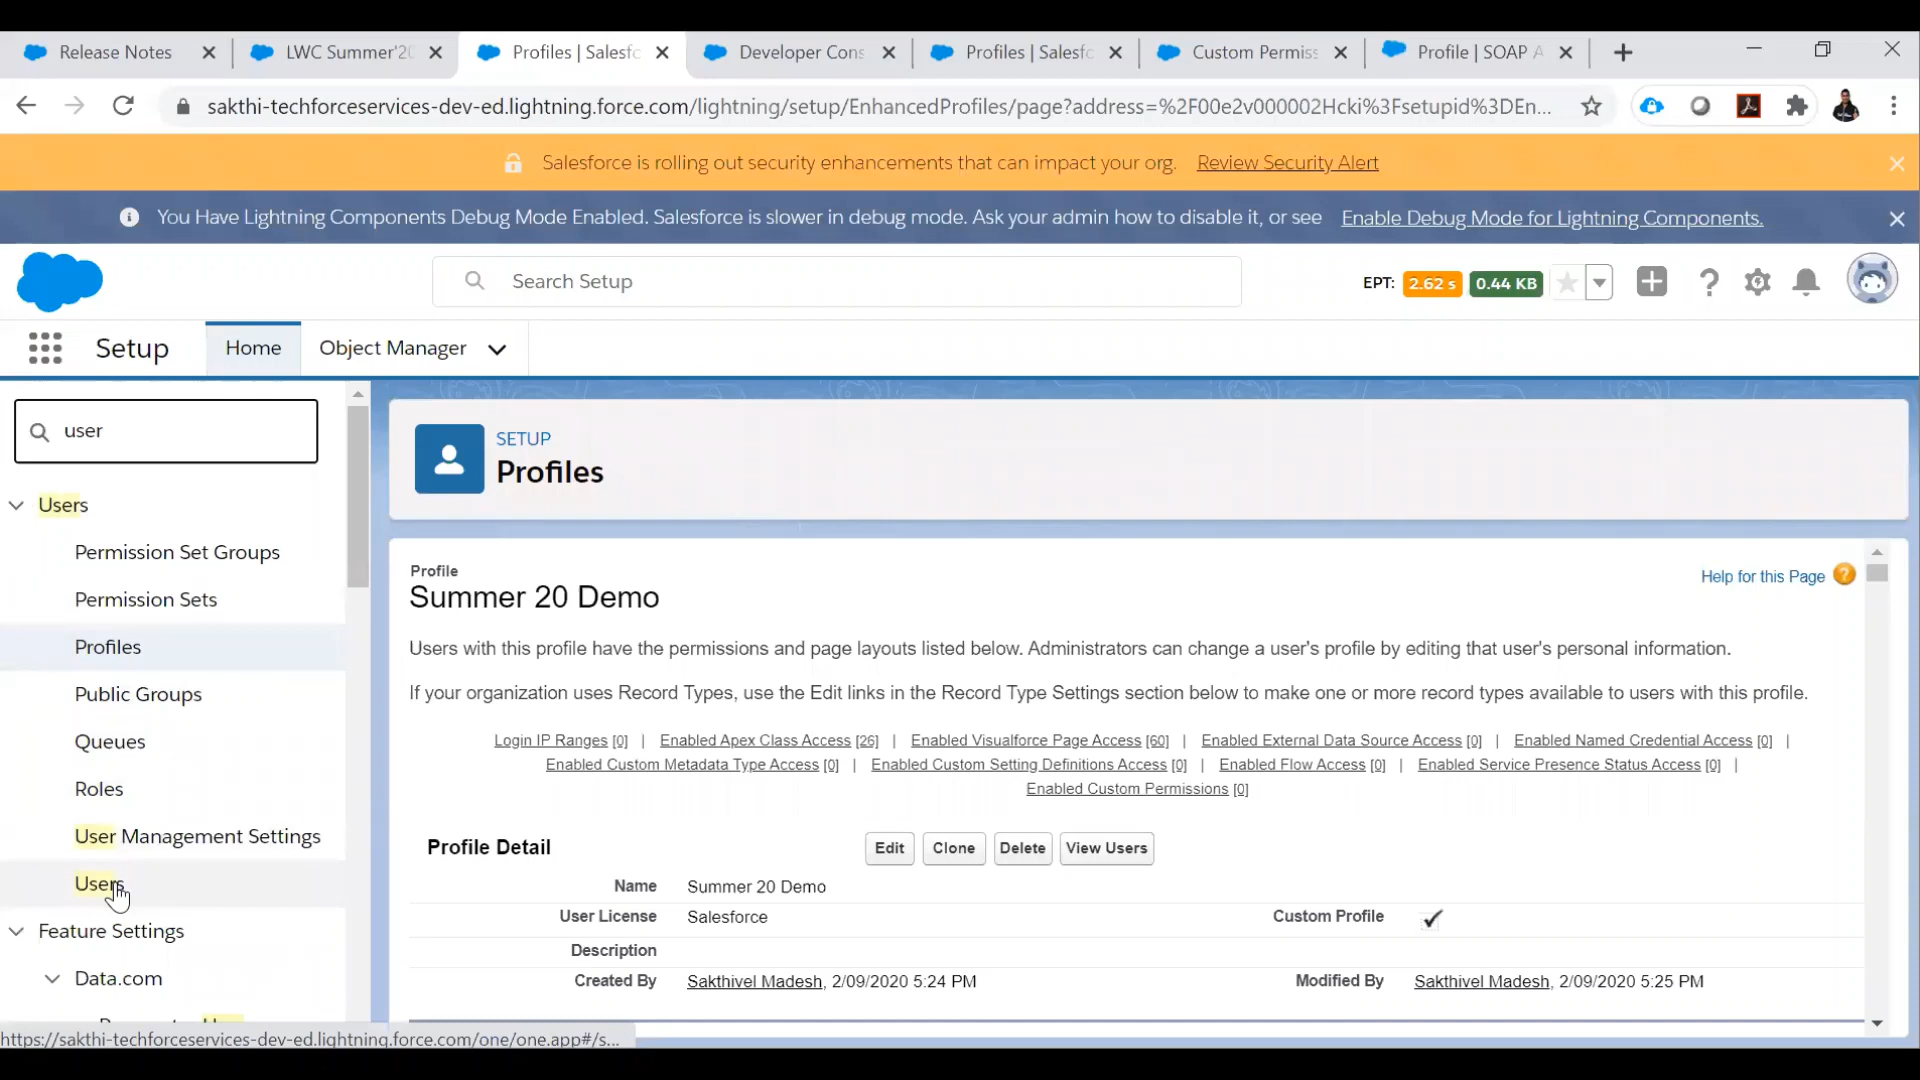 Release Notes
LWC Summer'20
Profiles | Salesfo
Developer Cons
Profiles | Salesfo
Custom Permiss
Profile | SOAP A
sakthi-techforceservices-dev-ed.lightning.force.com/lightning/setup/EnhancedProfiles/page?address=%2F00e2v000002Hcki%3Fsetupid%3DEn...
Salesforce is rolling out security enhancements that can impact your org. Review Security Alert
You Have Lightning Components Debug Mode Enabled. Salesforce is slower in debug mode. Ask your admin how to disable it, or see Enable Debug Mode for Lightning Components.
Search Setup
EPT: 2.62 s 0.44 KB
Setup
Home
Object Manager
user
Users
Permission Set Groups
Permission Sets
Profiles
Public Groups
Queues
Roles
User Management Settings
Users
Feature Settings
Data.com
SETUP
Profiles
Profile
Summer 20 Demo
Help for this Page
Users with this profile have the permissions and page layouts listed below. Administrators can change a user's profile by editing that user's personal information.
If your organization uses Record Types, use the Edit links in the Record Type Settings section below to make one or more record types available to users with this profile.
Login IP Ranges [0] | Enabled Apex Class Access [26] | Enabled Visualforce Page Access [60] | Enabled External Data Source Access [0] | Enabled Named Credential Access [0] |
Enabled Custom Metadata Type Access [0] | Enabled Custom Setting Definitions Access [0] | Enabled Flow Access [0] | Enabled Service Presence Status Access [0] |
Enabled Custom Permissions [0]
Profile Detail
Edit
Clone
Delete
View Users
Name Summer 20 Demo
User License Salesforce
Custom Profile
Description
Created By Sakthivel Madesh, 2/09/2020 5:24 PM
Modified By Sakthivel Madesh, 2/09/2020 5:25 PM
https://sakthi-techforceservices-dev-ed.lightning.force.com/one/one.app#/s...